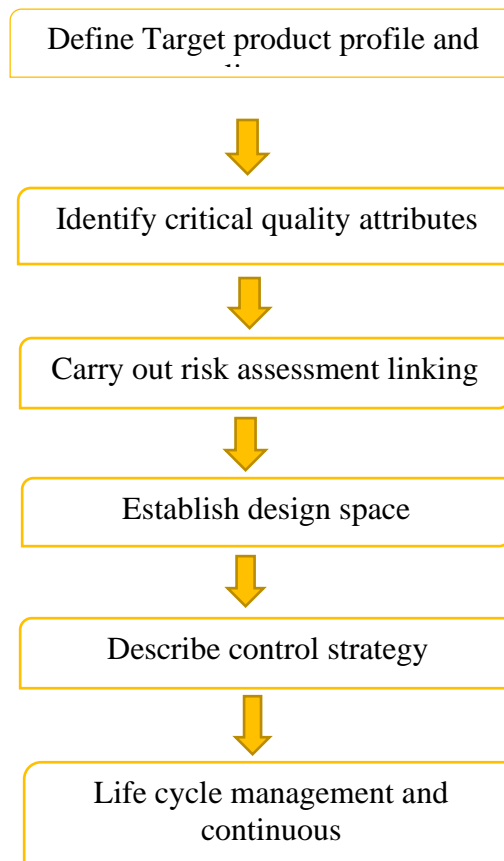 Define Target product profile and
Identify critical quality attributes
Carry out risk assessment linking
Establish design space
Describe control strategy
Life cycle management and
continuous